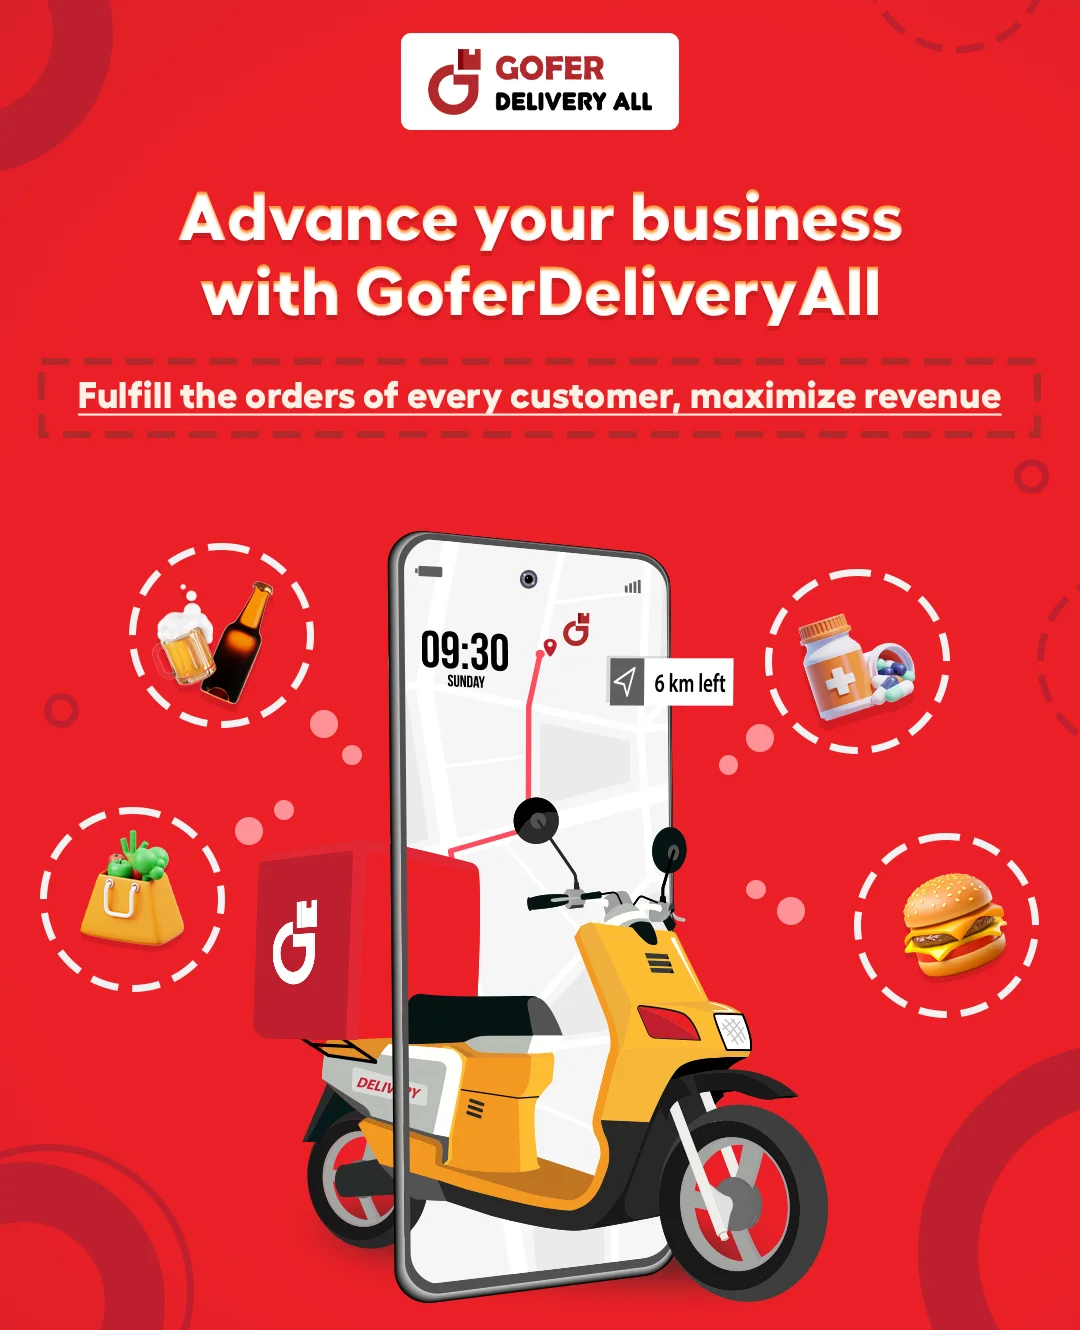 GOFER
DELIVERY ALL
Advance your business
with GoferDeliveryAll
Fulfill the orders of every customer, maximize revenue
09:30
SUNDAY
6 km left
DELIVERY